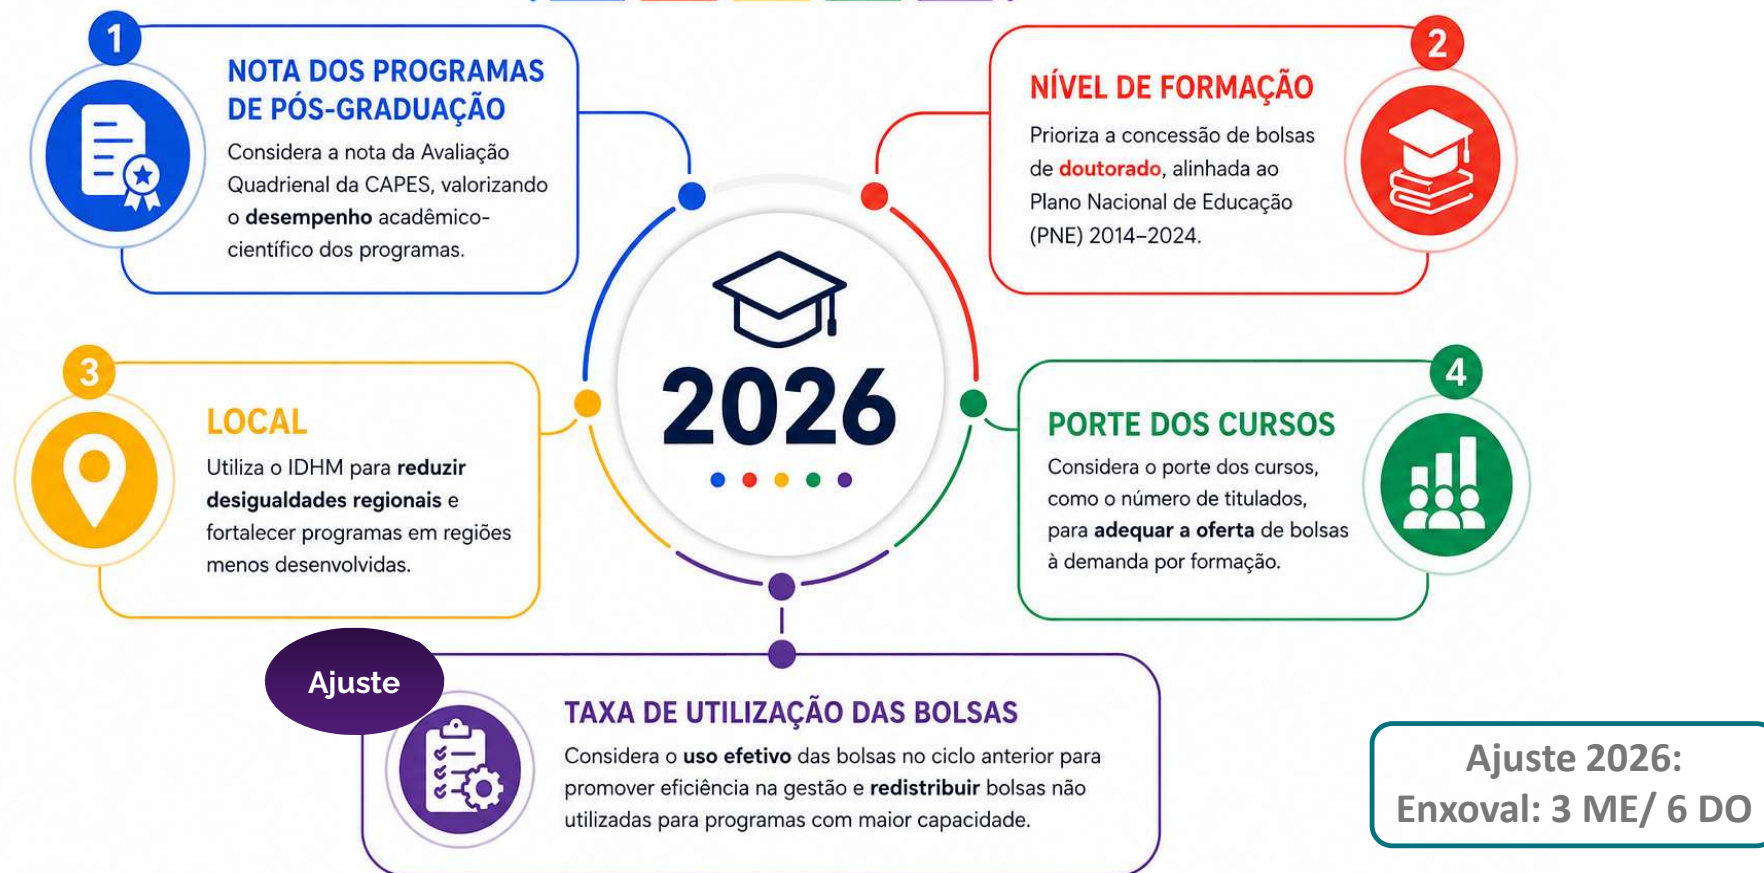 1
NOTA DOS PROGRAMAS
DE PÓS-GRADUAÇÃO
Considera a nota da Avaliação
Quadrienal da CAPES, valorizando
o desempenho acadêmico-
científico dos programas.
2
NÍVEL DE FORMAÇÃO
Prioriza a concessão de bolsas
de doutorado, alinhada ao
Plano Nacional de Educação
(PNE) 2014–2024.
2026
3
LOCAL
Utiliza o IDHM para reduzir
desigualdades regionais e
fortalecer programas em regiões
menos desenvolvidas.
4
PORTE DOS CURSOS
Considera o porte dos cursos,
como o número de titulados,
para adequar a oferta de bolsas
à demanda por formação.
Ajuste
TAXA DE UTILIZAÇÃO DAS BOLSAS
Considera o uso efetivo das bolsas no ciclo anterior para
promover eficiência na gestão e redistribuir bolsas não
utilizadas para programas com maior capacidade.
Ajuste 2026:
Enxoval: 3 ME/ 6 DO